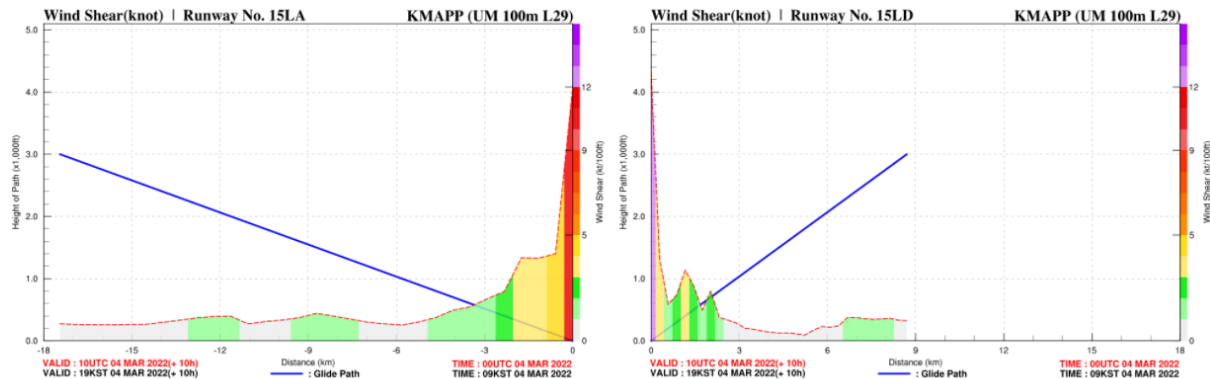 Wind Shear(knot) | Runway No. 15LA KMAPP (UM 100m L29)
5.0
4.0
3.0
2.0
1.0
0.0
Height of Path (x1,000ft)
12
9
5
0
Wind Shear (kt/100ft)
-18 -15 -12 -9 -6 -3 0
Distance (km)
VALID : 10UTC 04 MAR 2022(+ 10h) TIME : 00UTC 04 MAR 2022
VALID : 19KST 04 MAR 2022(+ 10h) : Glide Path TIME : 09KST 04 MAR 2022
Wind Shear(knot) | Runway No. 15LD KMAPP (UM 100m L29)
5.0
4.0
3.0
2.0
1.0
0.0
Height of Path (x1,000ft)
12
9
5
0
Wind Shear (kt/100ft)
0 3 6 9 12 15 18
Distance (km)
VALID : 10UTC 04 MAR 2022(+ 10h) TIME : 00UTC 04 MAR 2022
VALID : 19KST 04 MAR 2022(+ 10h) : Glide Path TIME : 09KST 04 MAR 2022